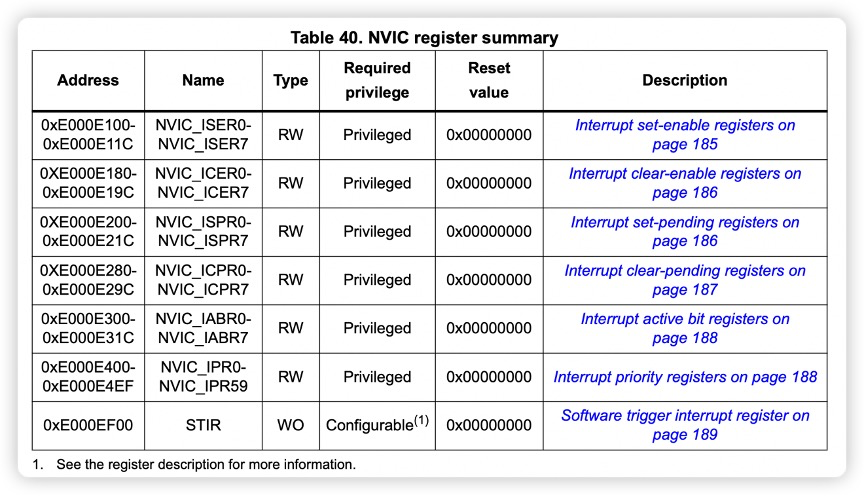 Table 40. NVIC register summary
Address Name Type Required privilege Reset value Description
0xE000E100-
0xE000E11C
NVIC_ISER0-
NVIC_ISER7
RW
Privileged
0x00000000
Interrupt set-enable registers on
page 185
0XE000E180-
0xE000E19C
NVIC_ICER0-
NVIC_ICER7
RW
Privileged
0x00000000
Interrupt clear-enable registers on
page 186
0XE000E200-
0xE000E21C
NVIC_ISPR0-
NVIC_ISPR7
RW
Privileged
0x00000000
Interrupt set-pending registers on
page 186
0XE000E280-
0xE000E29C
NVIC_ICPR0-
NVIC_ICPR7
RW
Privileged
0x00000000
Interrupt clear-pending registers on
page 187
0xE000E300-
0xE000E31C
NVIC_IABR0-
NVIC_IABR7
RW
Privileged
0x00000000
Interrupt active bit registers on
page 188
0xE000E400-
0xE000E4EF
NVIC_IPR0-
NVIC_IPR59
RW
Privileged
0x00000000
Interrupt priority registers on page 188
0xE000EF00
STIR
WO
Configurable(1)
0x00000000
Software trigger interrupt register on
page 189
1. See the register description for more information.